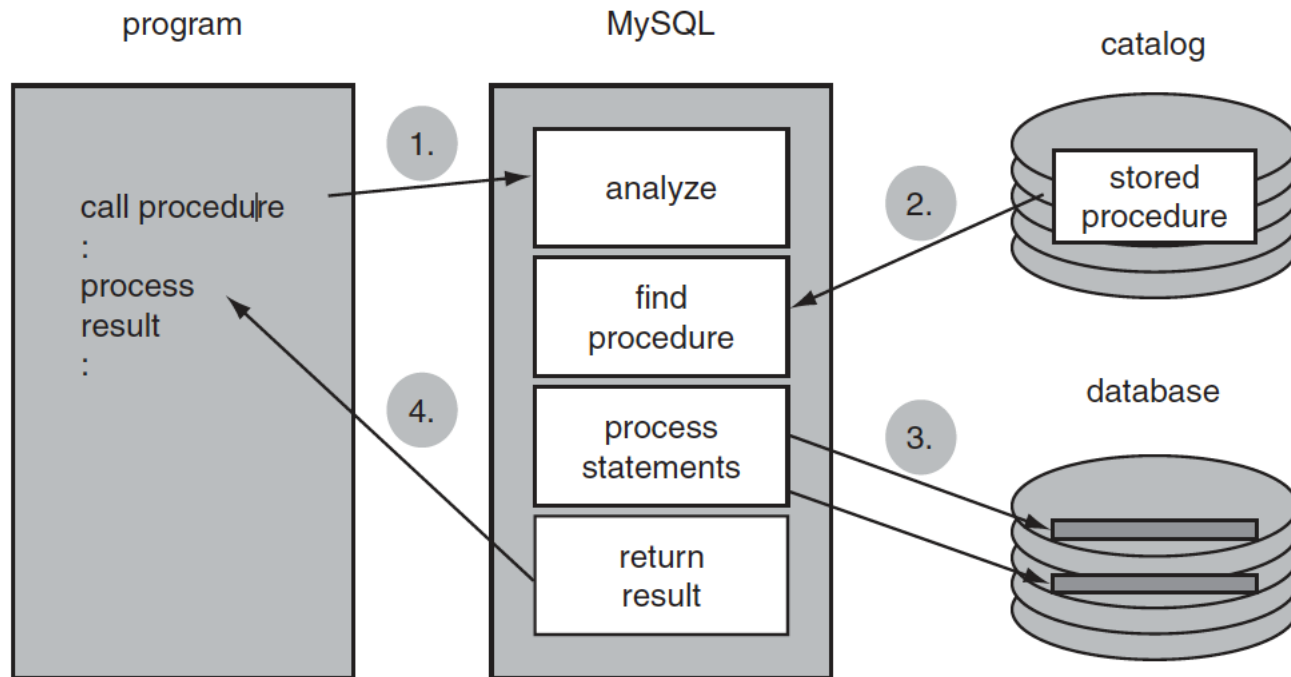 program
MySQL
catalog
1.
analyze
stored
procedure
call procedure
:
process
result
:
2.
find
procedure
4.
process
statements
3.
database
return
result